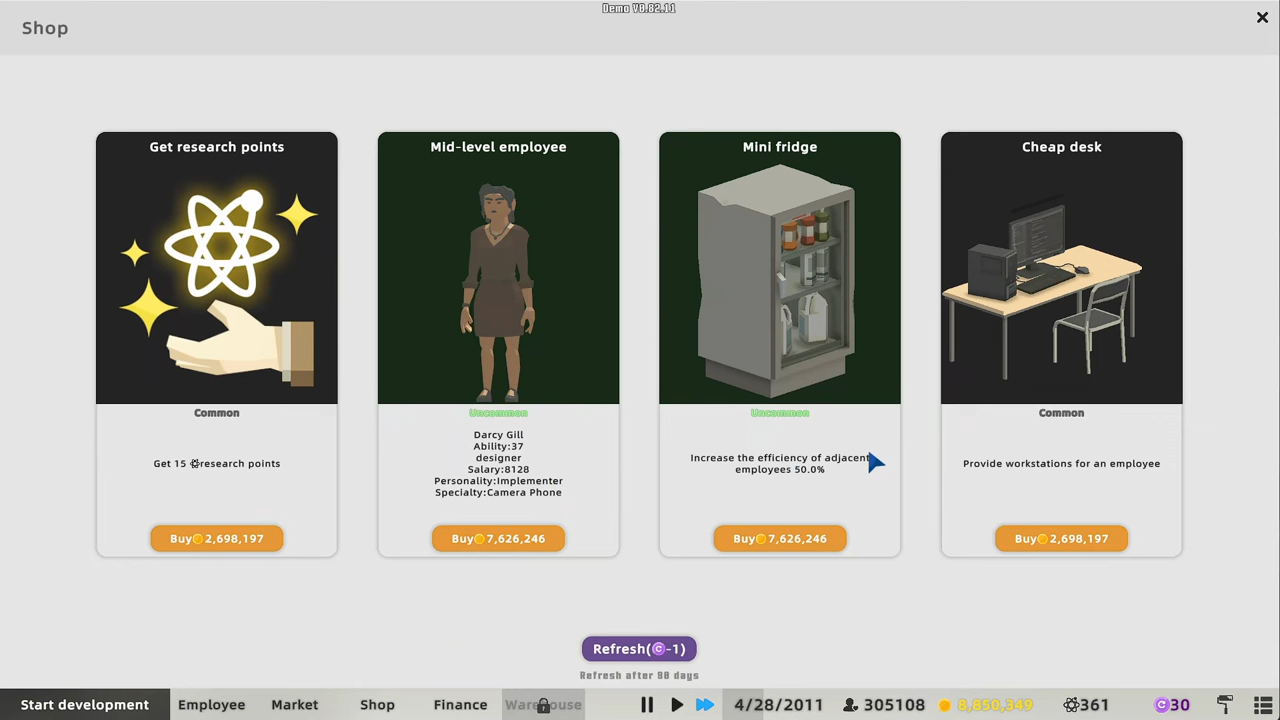 Demo V0.82.11
Shop
Get research points
Common
Get 15 research points
Buy 2,698,197
Mid-level employee
Uncommon
Darcy Gill
Ability:37
designer
Salary:8128
Personality:Implementer
Specialty:Camera Phone
Buy 7,626,246
Mini fridge
Uncommon
Increase the efficiency of adjacent
employees 50.0%
Buy 7,626,246
Cheap desk
Common
Provide workstations for an employee
Buy 2,698,197
Refresh(C-1)
Refresh after 98 days
Start development Employee Market Shop Finance Warehouse 4/28/2011 305108 8,850,349 361 C30